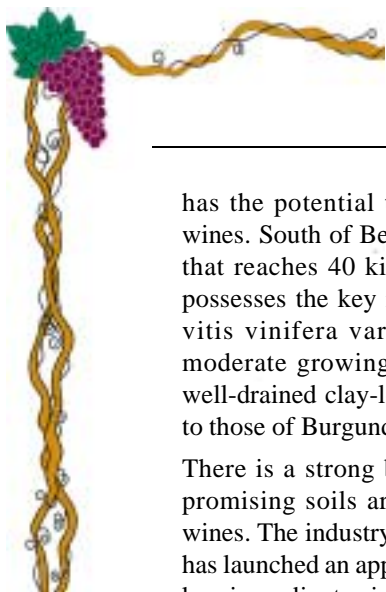 has the potential
wines. South of Be
that reaches 40 ki
possesses the key
vitis vinifera var
moderate growing
well-drained clay-l
to those of Burgund
There is a strong
promising soils ar
wines. The industry
has launched an app